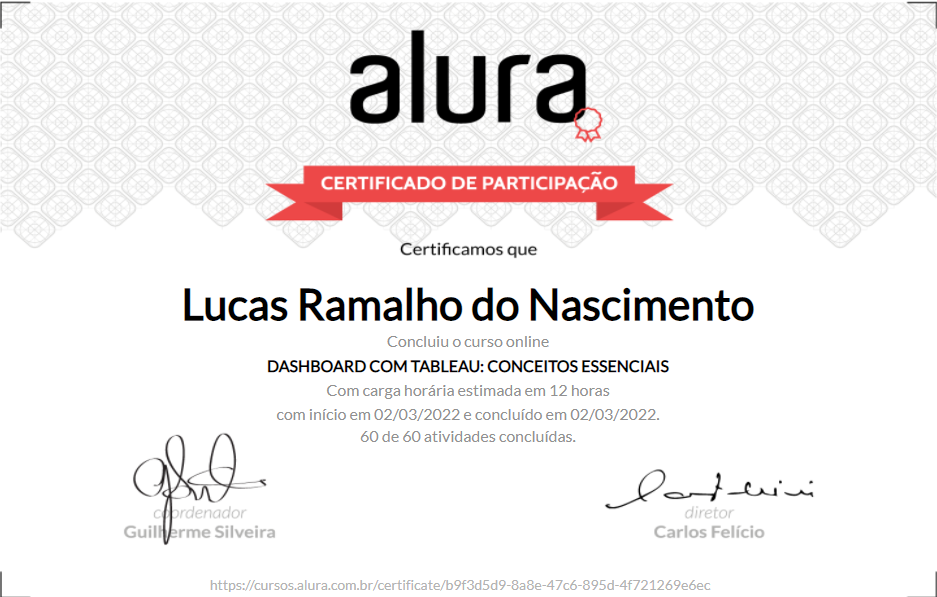 alura
CERTIFICADO DE PARTICIPAÇÃO
Certificamos que
Lucas Ramalho do Nascimento
Concluiu o curso online
DASHBOARD COM TABLEAU: CONCEITOS ESSENCIAIS
Com carga horária estimada em 12 horas
com início em 02/03/2022 e concluído em 02/03/2022.
60 de 60 atividades concluídas.
coordenador
Guilherme Silveira
diretor
Carlos Felício
https://cursos.alura.com.br/certificate/b9f3d5d9-8a8e-47c6-895d-4f721269e6ec